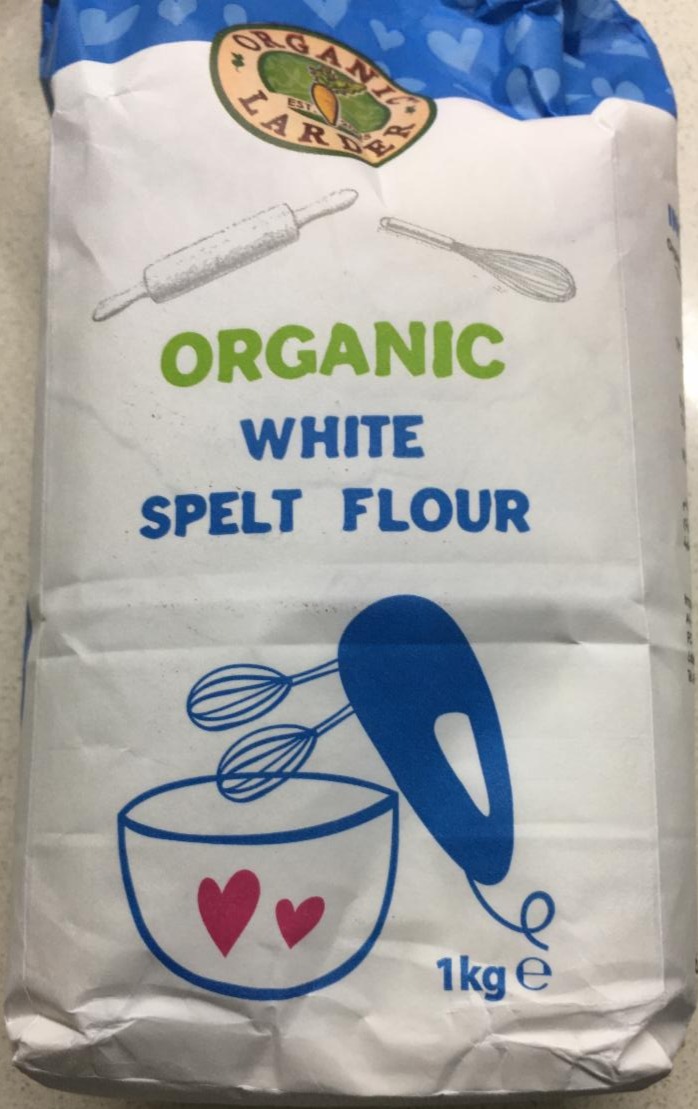 ORGANIC
EST
LARDER
ORGANIC
WHITE
SPELT FLOUR
1kg e